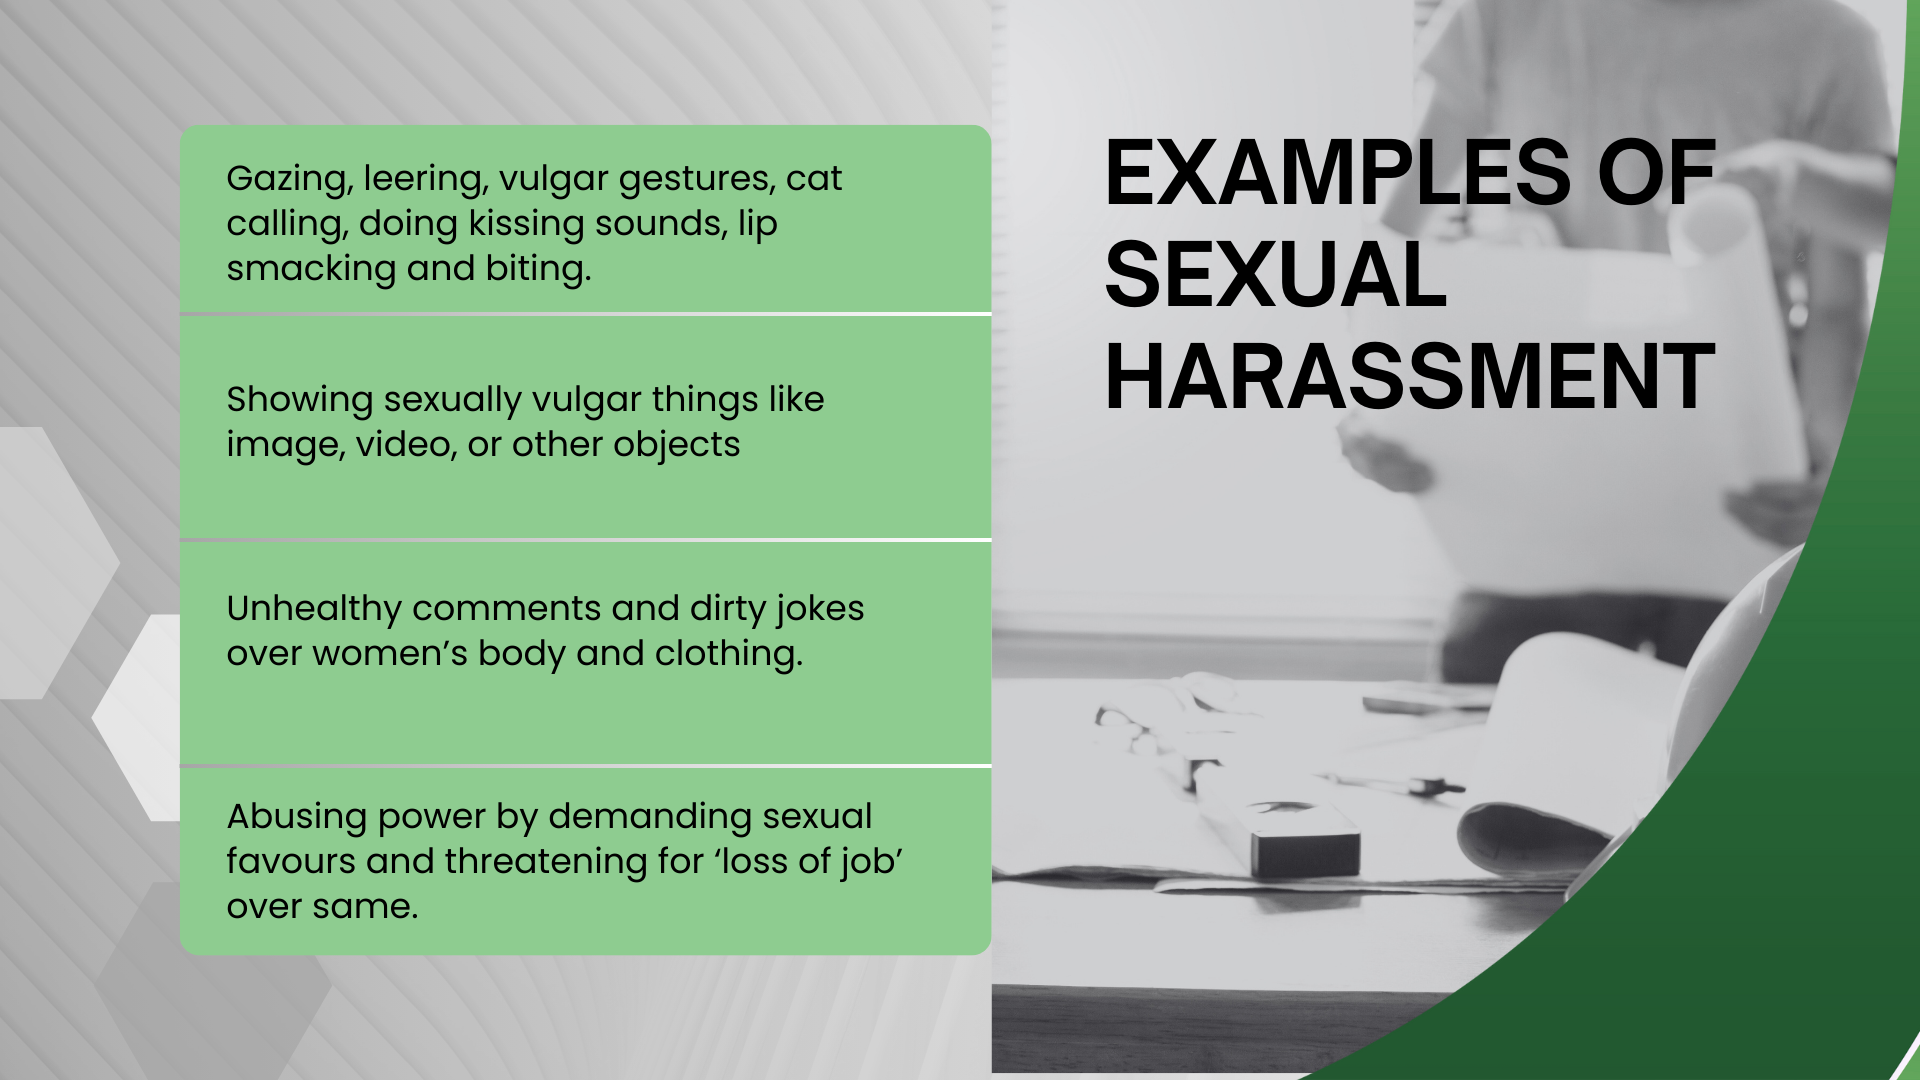 EXAMPLES OF
SEXUAL
HARASSMENT
Gazing, leering, vulgar gestures, cat
calling, doing kissing sounds, lip
smacking and biting.
Showing sexually vulgar things like
image, video, or other objects
Unhealthy comments and dirty jokes
over women’s body and clothing.
Abusing power by demanding sexual
favours and threatening for ‘loss of job’
over same.